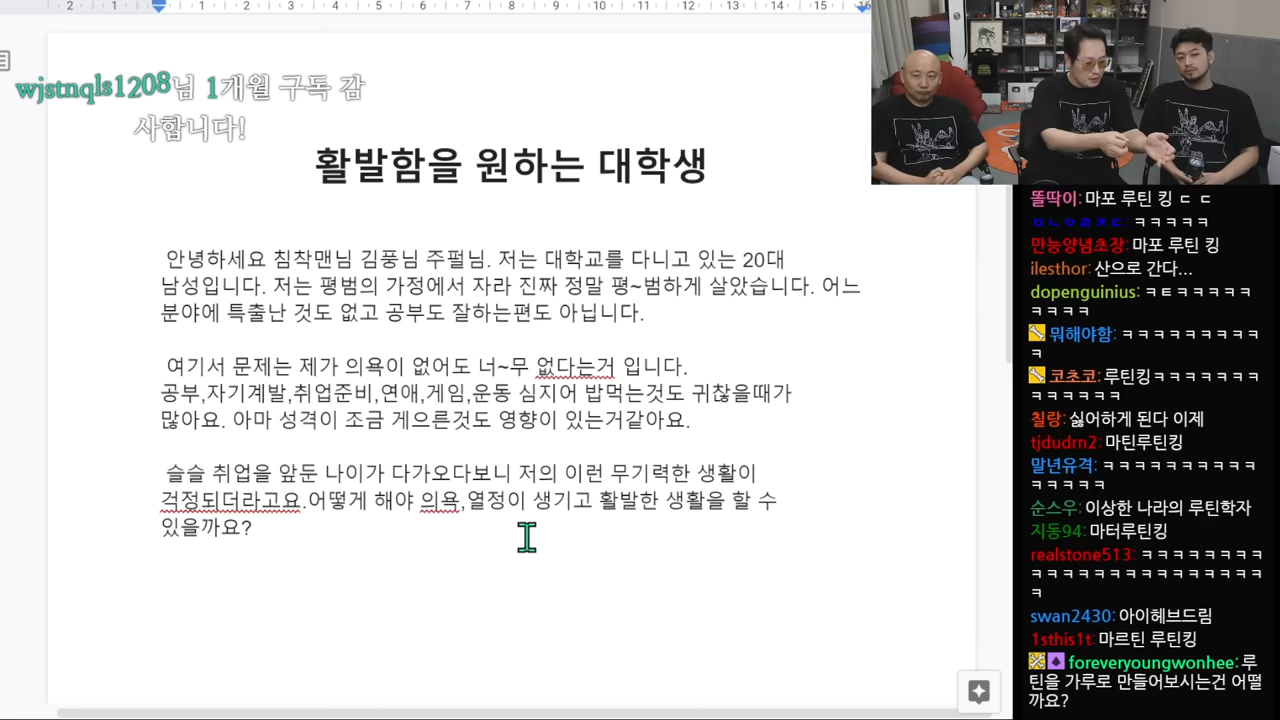 2 1 1 2 3 4 5 6 7 8 9 10 11 12 13 14 15 16
wjstnqls1208님 1개월 구독 감
사합니다!
활발함을 원하는 대학생
안녕하세요 침착맨님 김풍님 주펄님. 저는 대학교를 다니고 있는 20대
남성입니다. 저는 평범의 가정에서 자라 진짜 정말 평~범하게 살았습니다. 어느
분야에 특출난 것도 없고 공부도 잘하는편도 아닙니다.
여기서 문제는 제가 의욕이 없어도 너~무 없다는거 입니다.
공부,자기계발,취업준비,연애,게임,운동 심지어 밥먹는것도 귀찮을때가
많아요. 아마 성격이 조금 게으른것도 영향이 있는거같아요.
슬슬 취업을 앞둔 나이가 다가오다보니 저의 이런 무기력한 생활이
걱정되더라고요.어떻게 해야 의욕,열정이 생기고 활발한 생활을 할 수
있을까요?
똘딱이: 마포 루틴 킹 ㄷ ㄷ
ㅋㅋㅋㅋㅋ
만능양념초장: 마포 루틴 킹
ilesthor: 산으로 간다...
dopenguinius: ㅋㅌㅋㅋㅋㅋㅋ
ㅋㅋㅋㅋ
뭐해야함: ㅋㅋㅋㅋㅋㅋㅋㅋㅋ
ㅋ
코초코: 루틴킹ㅋㅋㅋㅋㅋㅋㅋ
ㅋㅋㅋㅋㅋㅋ
칠랑: 싫어하게 된다 이제
tjdudrn2: 마틴루틴킹
말년유격: ㅋㅋㅋㅋㅋㅋㅋㅋㅋㅋ
ㅋㅋㅋㅋㅋ
순스우: 이상한 나라의 루틴학자
지동94: 마터루틴킹
realstone513: ㅋㅋㅋㅋㅋㅋㅋㅋ
ㅋㅋㅋㅋㅋㅋㅋㅋㅋㅋㅋㅋㅋㅋㅋ
ㅋ
swan2430: 아이헤브드림
1sthis1t: 마르틴 루틴킹
foreveryoungwonhee: 루
틴을 가루로 만들어보시는건 어떨
까요?